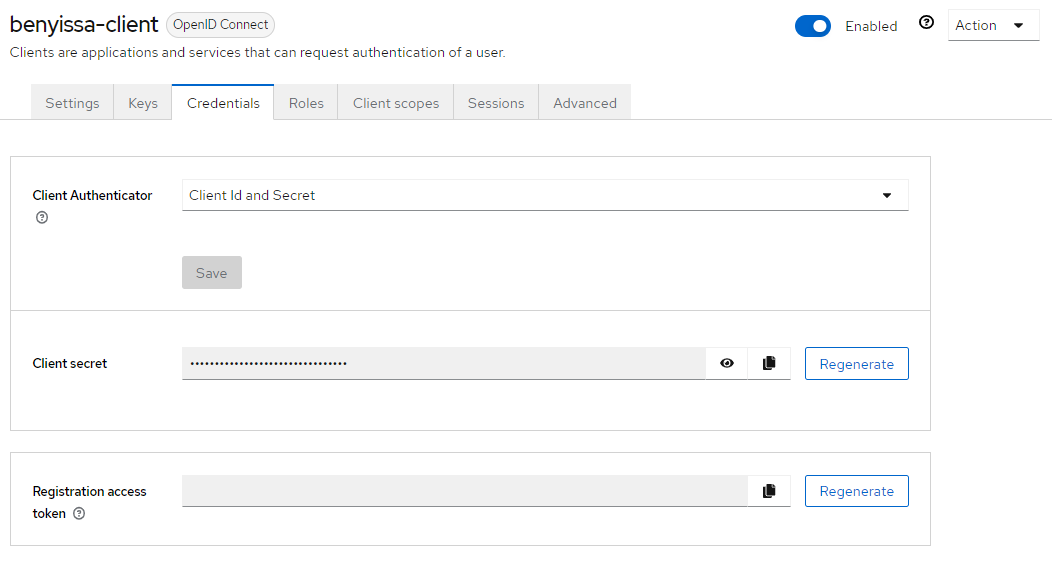 benyissa-client OpenID Connect Enabled Action
Clients are applications and services that can request authentication of a user.
Settings Keys Credentials Roles Client scopes Sessions Advanced
Client Authenticator Client Id and Secret
Save
Client secret •••••••••••••••••••••••••••••••• Regenerate
Registration access Regenerate
token